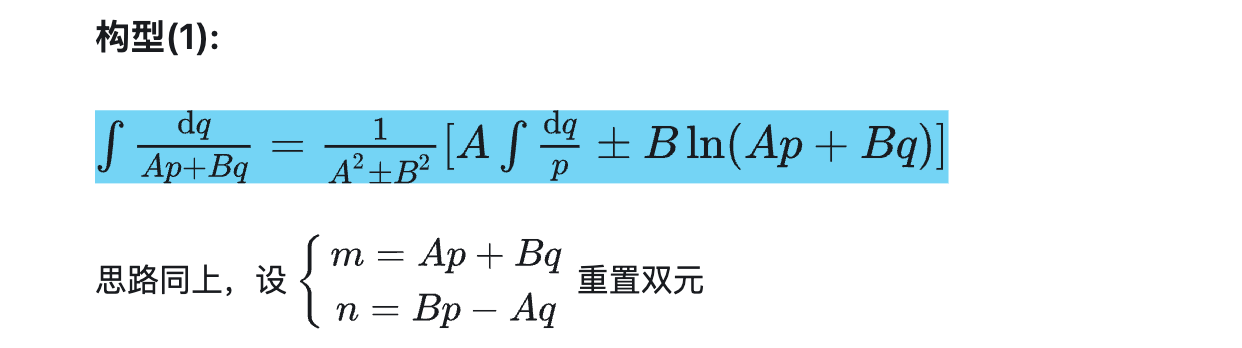 构型(1):
∫ dq/(Ap+Bq) = 1/(A²±B²) [A ∫ dq/p ± B ln(Ap + Bq)]
思路同上，设 { m = Ap + Bq
n = Bp − Aq 重置双元